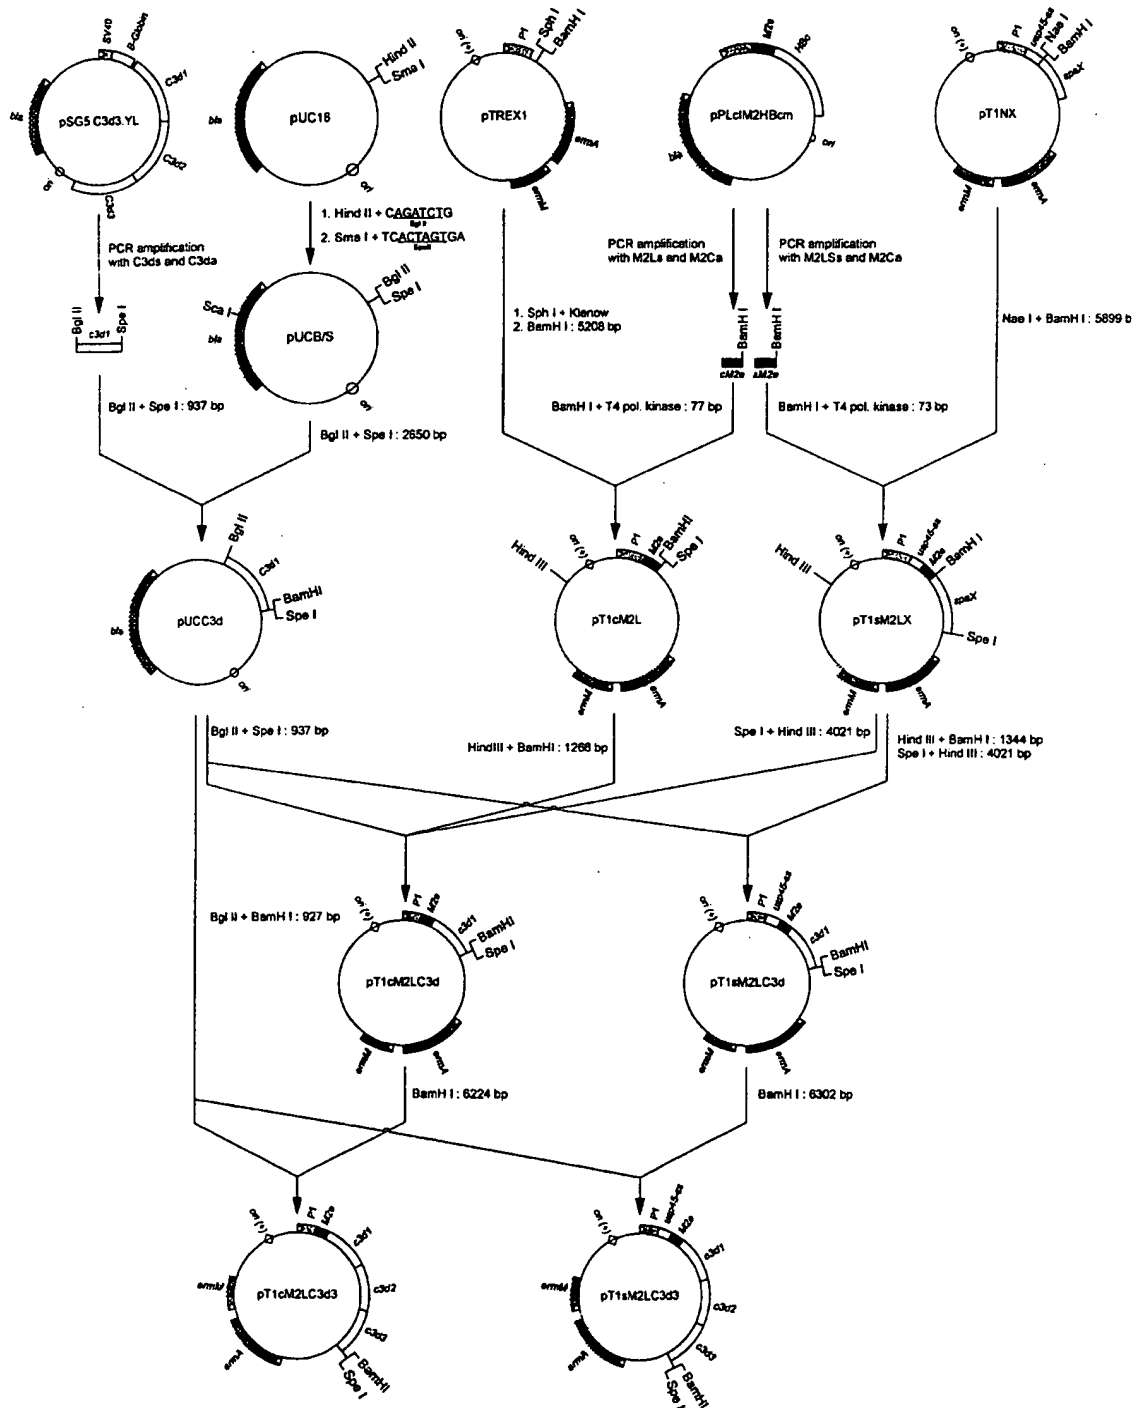 SV40
B-Globin
C3d1
C3d2
C3d3
ori
bla
pSG5 C3d3.YL
Hind II
Sma I
bla
pUC18
ori
ori (+)
P1
Sph I
BamH I
pTREX1
ermA
ermM
M2e
HBc
pPLcIM2HBcm
bla
ori
ori (+)
P1
usp45-ss
Nae I
BamH I
spaX
pT1NX
ermM
ermA
PCR amplification
with C3ds and C3da
1. Hind II + CAGATCTG
Bgl II
2. Sma I + TCACTAGTGA
SpeI
PCR amplification
with M2Ls and M2Ca
PCR amplification
with M2LSs and M2Ca
Bgl II
Spe I
c3d1
Sca I
bla
pUCB/S
Bgl II
Spe I
ori
1. Sph I + Klenow
2. BamH I : 5208 bp
BamH I
cM2e
BamH I
sM2e
Nae I + BamH I : 5899 b
Bgl II + Spe I : 937 bp
Bgl II + Spe I : 2650 bp
BamH I + T4 pol. kinase : 77 bp
BamH I + T4 pol. kinase : 73 bp
Bgl II
C3d1
BamHI
Spe I
bla
pUCC3d
ori
Hind III
ori (+)
P1
M2e
BamHI
Spe I
pT1cM2L
ermM
ermA
Hind III
ori (+)
P1
usp45-ss
M2e
BamH I
spaX
Spe I
pT1sM2LX
ermM
ermA
Bgl II + Spe I : 937 bp
HindIII + BamHI : 1266 bp
Spe I + Hind III : 4021 bp
Hind III + BamH I : 1344 bp
Spe I + Hind III : 4021 bp
Bgl II + BamH I : 927 bp
ori (+)
P1
M2e
c3d1
BamHI
Spe I
pT1cM2LC3d
ermM
ermA
ori (+)
P1
usp45-ss
M2e
c3d1
BamHI
Spe I
pT1sM2LC3d
ermM
ermA
BamH I : 6224 bp
BamH I : 6302 bp
ori (+)
P1
M2e
c3d1
c3d2
c3d3
BamHI
Spe I
pT1cM2LC3d3
ermM
ermA
ori (+)
P1
usp45-ss
M2e
c3d1
c3d2
c3d3
BamHI
Spe I
pT1sM2LC3d3
ermM
ermA